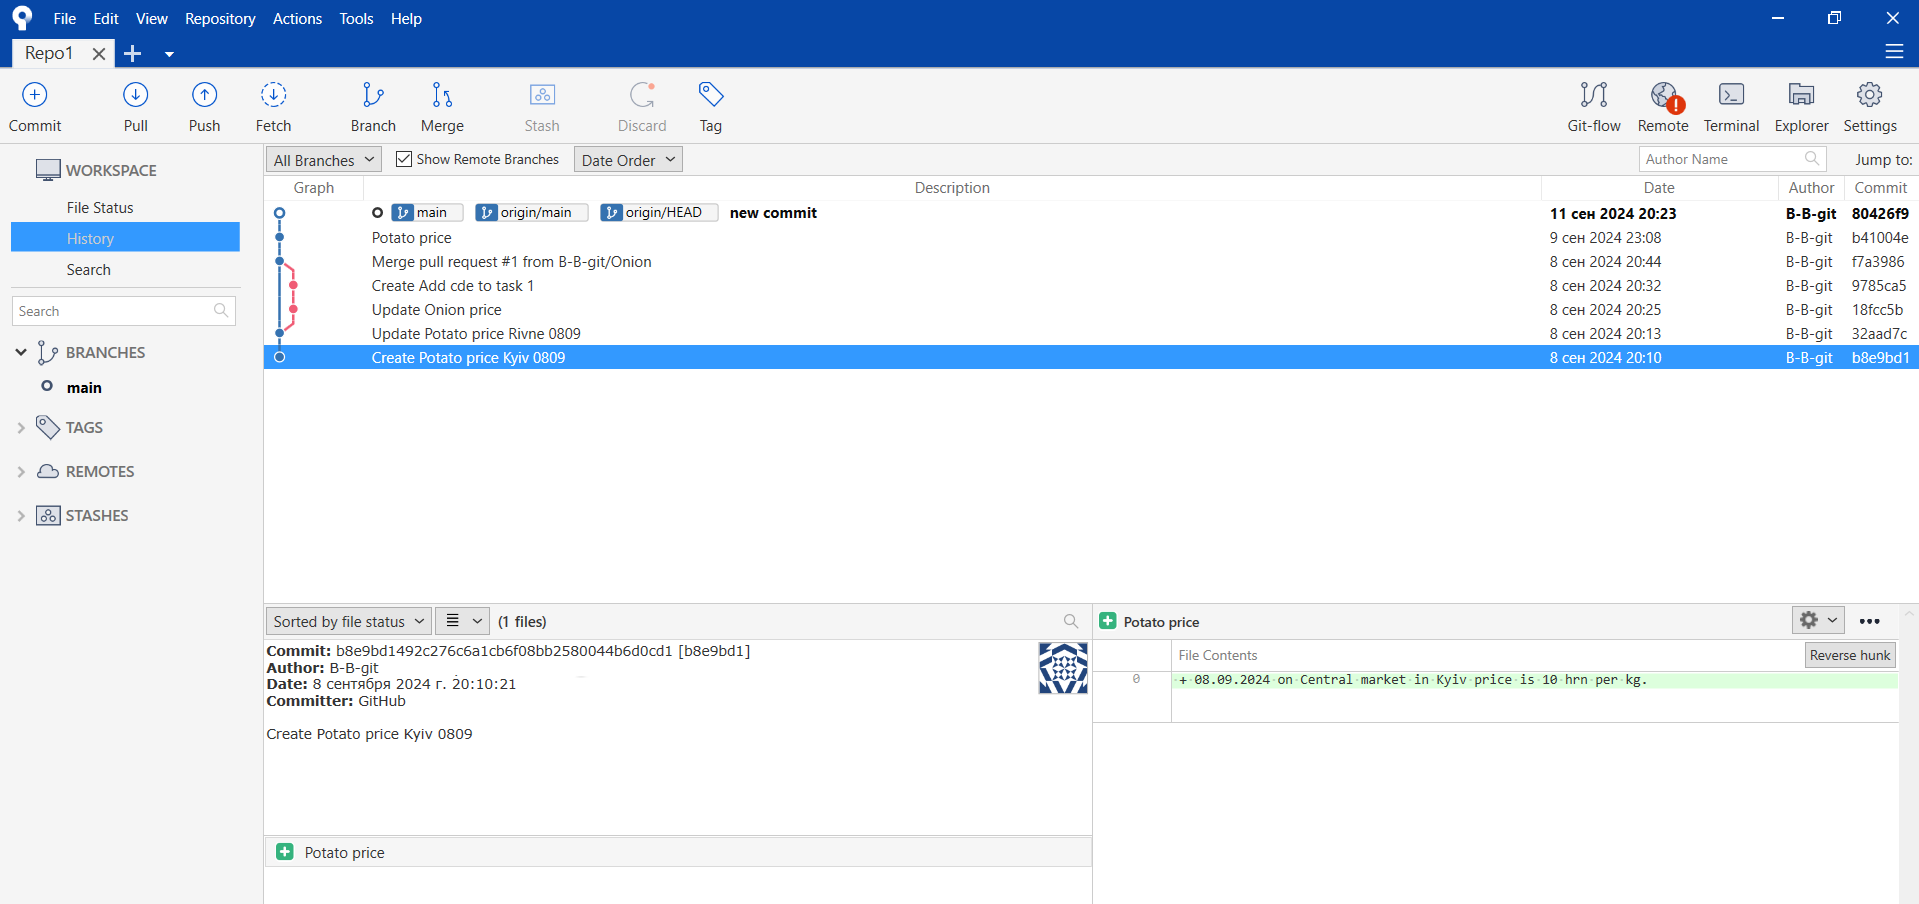 File Edit View Repository Actions Tools Help
Repo1
Commit Pull Push Fetch Branch Merge Stash Discard Tag Git-flow Remote Terminal Explorer Settings
WORKSPACE
File Status
History
Search
Search
BRANCHES
main
TAGS
REMOTES
STASHES
All Branches Show Remote Branches Date Order Author Name Jump to:
Graph Description Date Author Commit
main origin/main origin/HEAD new commit 11 сен 2024 20:23 B-B-git 80426f9
Potato price 9 сен 2024 23:08 B-B-git b41004e
Merge pull request #1 from B-B-git/Onion 8 сен 2024 20:44 B-B-git f7a3986
Create Add cde to task 1 8 сен 2024 20:32 B-B-git 9785ca5
Update Onion price 8 сен 2024 20:25 B-B-git 18fcc5b
Update Potato price Rivne 0809 8 сен 2024 20:13 B-B-git 32aad7c
Create Potato price Kyiv 0809 8 сен 2024 20:10 B-B-git b8e9bd1
Sorted by file status (1 files)
Commit: b8e9bd1492c276c6a1cb6f08bb2580044b6d0cd1 [b8e9bd1]
Author: B-B-git
Date: 8 сентября 2024 г. 20:10:21
Committer: GitHub
Create Potato price Kyiv 0809
Potato price
Potato price
File Contents Reverse hunk
0 + 08.09.2024 on Central market in Kyiv price is 10 hrn per kg.